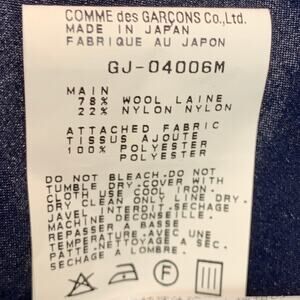 COMME des GARÇONS Co., Ltd.
MADE IN JAPAN
FABRIQUE AU JAPON
GJ-04006M
MAIN
78% WOOL LAINE
22% NYLON NYLON
ATTACHED FABRIC
TISSUS AJOUTE
100% POLYESTER
POLYESTER
DO NOT BLEACH.DO NOT
TUMBLE DRY.COVER WITH
CLOTH USE COOL IRON.
DRY CLEAN ONLY LINE DRY.
JAVEL INTERDIT.SECHAGE
MACHINE DECONSEILLE.
REPASSER A BASSE
TEMPERATURE.AVEC UNE
PATTE.NETTOYAGE A SEC.
SECHAGE A LOMBRE.
F